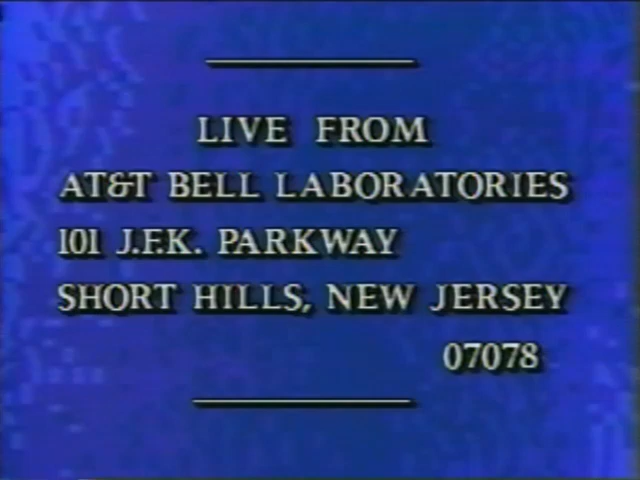 LIVE FROM
AT&T BELL LABORATORIES
101 J.F.K. PARKWAY
SHORT HILLS, NEW JERSEY
07078